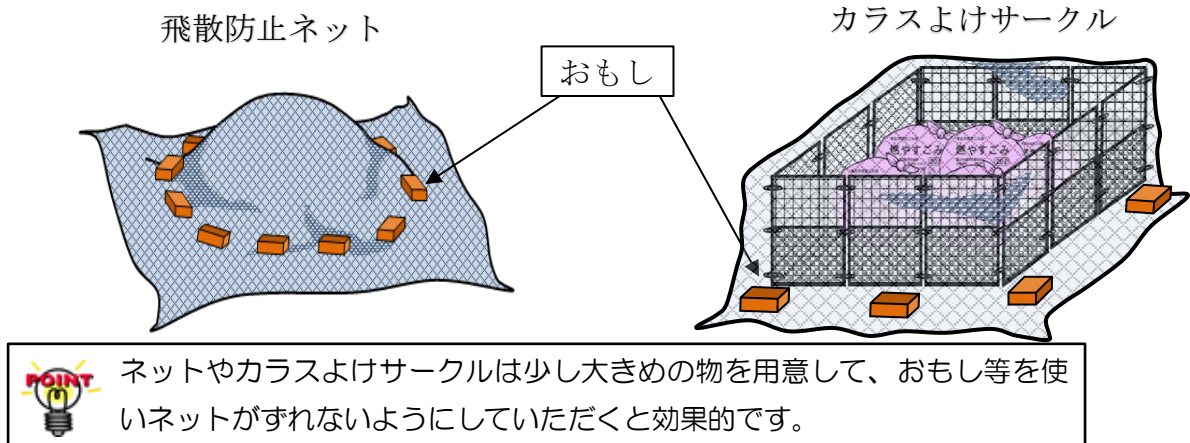 飛散防止ネット
カラスよけサークル
おもし
燃やすごみ
燃やすごみ
POINT
ネットやカラスよけサークルは少し大きめの物を用意して、おもし等を使
いネットがずれないようにしていただくと効果的です。